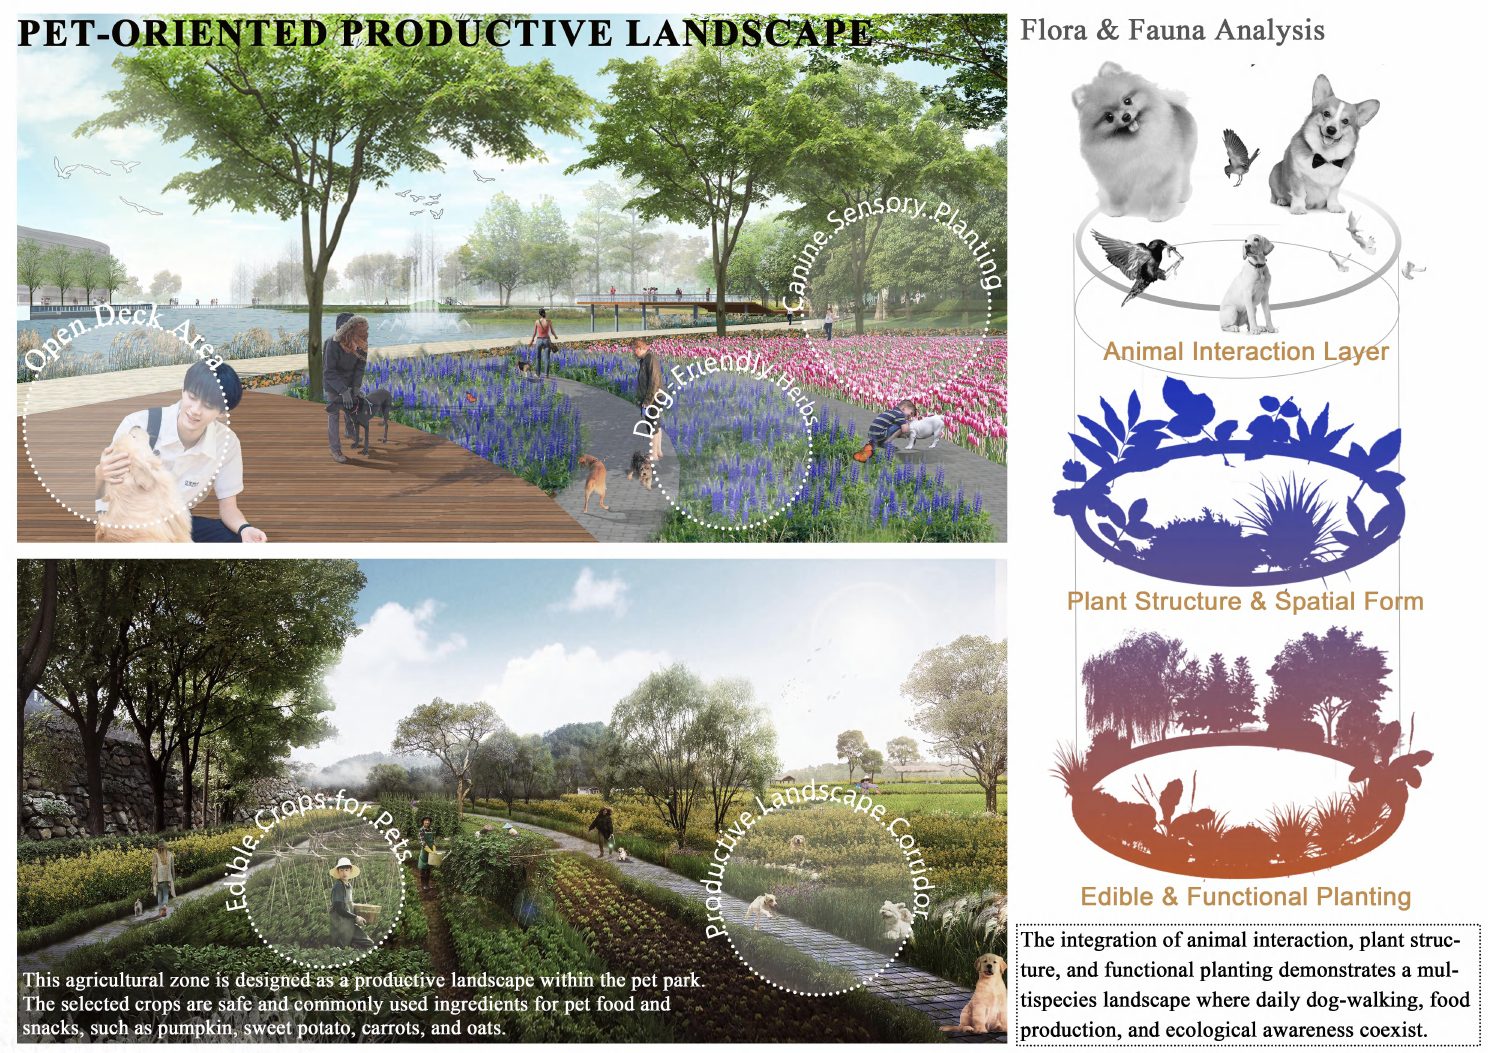 PET-ORIENTED PRODUCTIVE LANDSCAPE
Flora & Fauna Analysis
Open Deck Area
Canine Sensory Planting
Dog-Friendly Herbs
Animal Interaction Layer
Plant Structure & Spatial Form
Edible Crops for Pets
Productive Landscape Corridor
Edible & Functional Planting
This agricultural zone is designed as a productive landscape within the pet park.
The selected crops are safe and commonly used ingredients for pet food and
snacks, such as pumpkin, sweet potato, carrots, and oats.
The integration of animal interaction, plant struc-
ture, and functional planting demonstrates a mul-
tispecies landscape where daily dog-walking, food
production, and ecological awareness coexist.